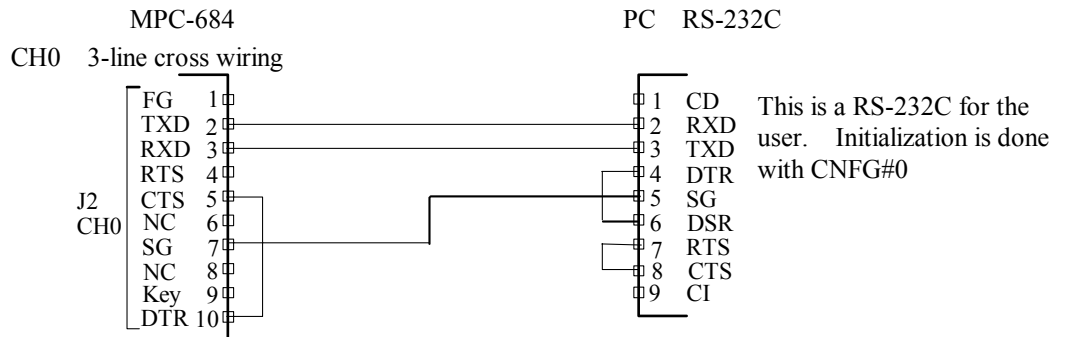 MPC-684
PC RS-232C
CH0 3-line cross wiring
J2
CH0
FG 1
TXD 2
RXD 3
RTS 4
CTS 5
NC 6
SG 7
NC 8
Key 9
DTR 10
1 CD
2 RXD
3 TXD
4 DTR
5 SG
6 DSR
7 RTS
8 CTS
9 CI
This is a RS-232C for the
user. Initialization is done
with CNFG#0